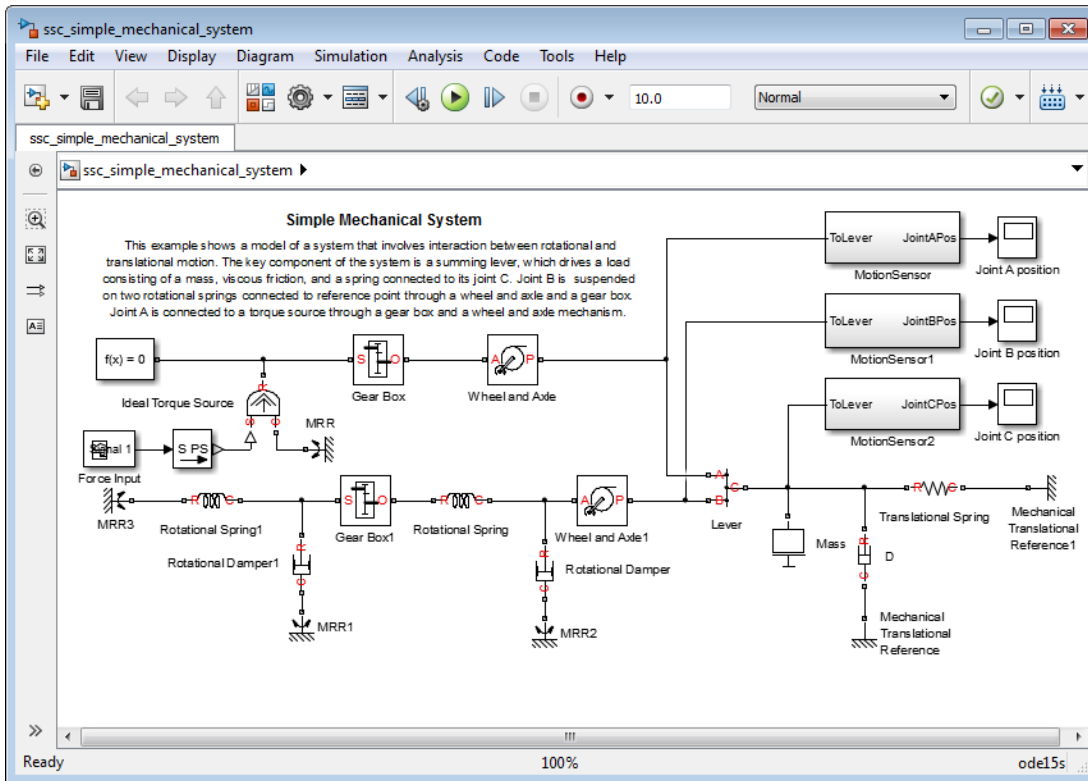 ssc_simple_mechanical_system
File Edit View Display Diagram Simulation Analysis Code Tools Help
10.0
Normal
ssc_simple_mechanical_system
ssc_simple_mechanical_system
Simple Mechanical System
This example shows a model of a system that involves interaction between rotational and
translational motion. The key component of the system is a summing lever, which drives a load
consisting of a mass, viscous friction, and a spring connected to its joint C. Joint B is suspended
on two rotational springs connected to reference point through a wheel and axle and a gear box.
Joint A is connected to a torque source through a gear box and a wheel and axle mechanism.
ToLever JointAPos
MotionSensor
Joint A position
ToLever JointBPos
MotionSensor1
Joint B position
ToLever JointCPos
MotionSensor2
Joint C position
f(x) = 0
S O
Gear Box
A P
Wheel and Axle
Ideal Torque Source
R
S
C
MRR
Signal 1
Force Input
S PS
MRR3
R C
Rotational Spring1
S O
Gear Box1
R C
Rotational Spring
A P
Wheel and Axle1
A
B
C
Lever
R C
Translational Spring
Mechanical
Translational
Reference1
Mass
R
C
D
Rotational Damper1
R
C
MRR1
Rotational Damper
R
C
MRR2
Mechanical
Translational
Reference
Ready
100%
ode15s